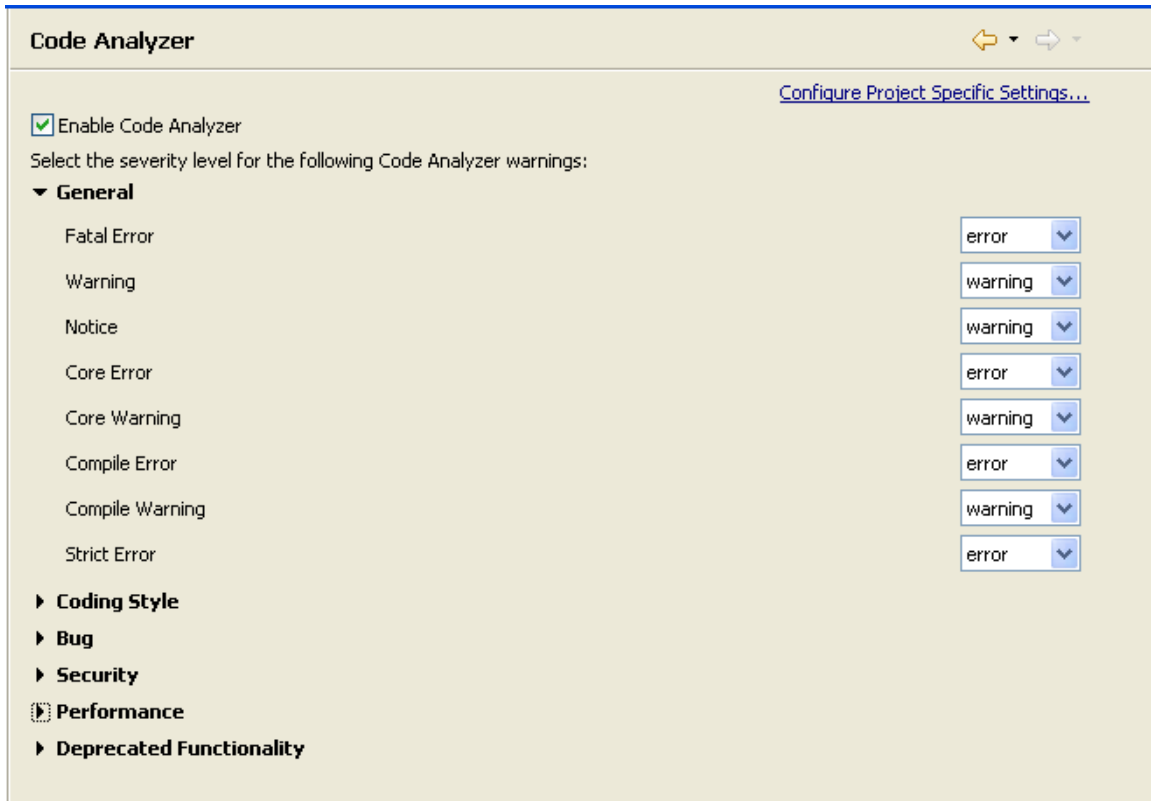 Code Analyzer
Configure Project Specific Settings...
Enable Code Analyzer
Select the severity level for the following Code Analyzer warnings:
General
Fatal Error error
Warning warning
Notice warning
Core Error error
Core Warning warning
Compile Error error
Compile Warning warning
Strict Error error
Coding Style
Bug
Security
Performance
Deprecated Functionality